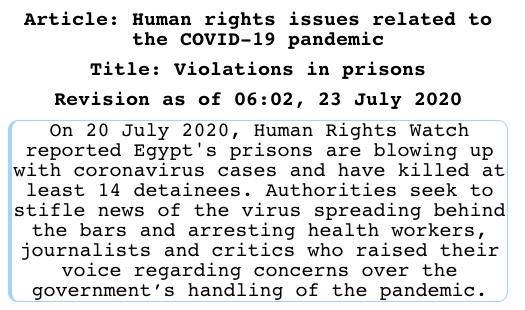 Article: Human rights issues related to
the COVID-19 pandemic
Title: Violations in prisons
Revision as of 06:02, 23 July 2020
On 20 July 2020, Human Rights Watch
reported Egypt's prisons are blowing up
with coronavirus cases and have killed at
least 14 detainees. Authorities seek to
stifle news of the virus spreading behind
the bars and arresting health workers,
journalists and critics who raised their
voice regarding concerns over the
government’s handling of the pandemic.